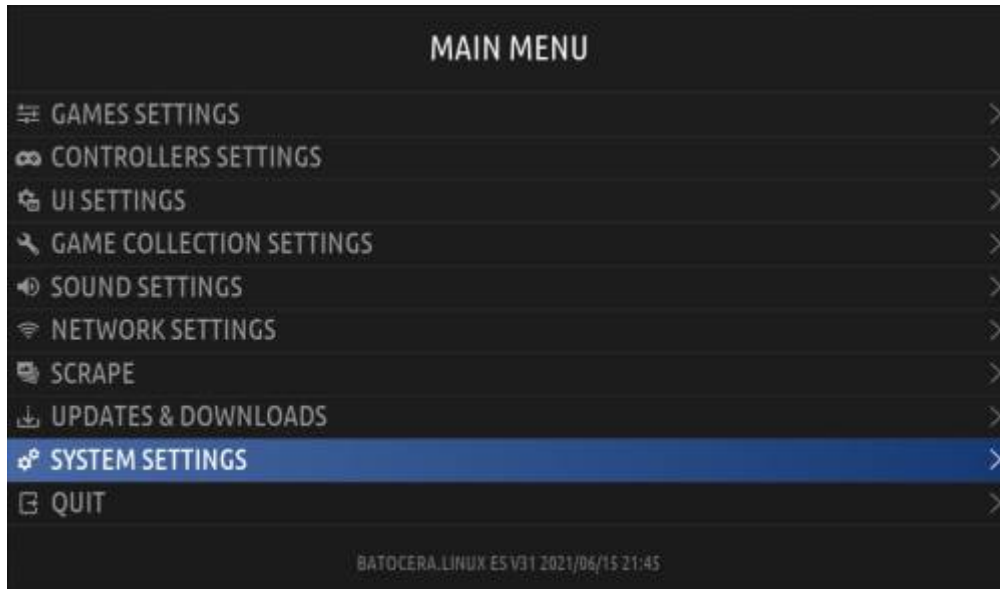 MAIN MENU
GAMES SETTINGS
CONTROLLERS SETTINGS
UI SETTINGS
GAME COLLECTION SETTINGS
SOUND SETTINGS
NETWORK SETTINGS
SCRAPE
UPDATES & DOWNLOADS
SYSTEM SETTINGS
QUIT
BATOCERA.LINUX ES V31 2021/06/15 21:45